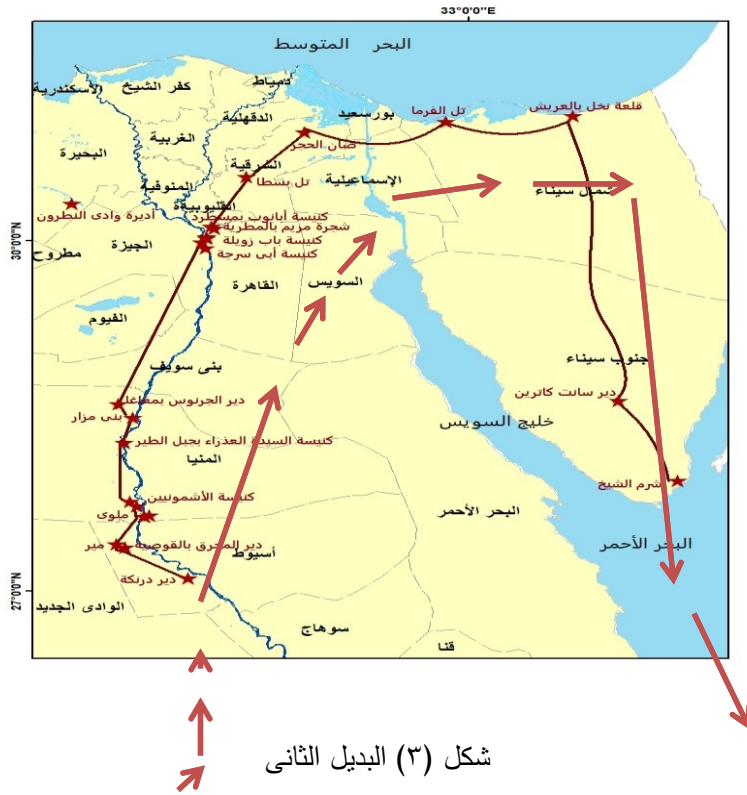 33°0'0"E
البحر المتوسط
دمياط
كفر الشيخ
الأسكندرية
قلعة نخل بالعريش
تل الفرما
بورسعيد
الدقهلية
الغربية
صان الحجر
البحيرة
الشرقية
تل بسطا
الإسماعيلية
المنوفية
شمال سيناء
القليوبية
أديرة وادى النطرون
كنيسة أبانوب بمسطرد
شجرة مريم بالمطرية
30°0'0"N
كنيسة باب زويلة
الجيزة
مطروح
كنيسة أبى سرجة
السويس
القاهرة
الفيوم
جنوب سيناء
بنى سويف
دير سانت كاترين
دير الجرنوس بمغاغة
بنى مزار
خليج السويس
كنيسة السيدة العذراء بجبل الطير
المنيا
شرم الشيخ
كنيسة الأشمونيين
ملوى
البحر الأحمر
البحر الأحمر
دير المحرق بالقوصية
مير
أسيوط
دير درنكة
27°0'0"N
الوادى الجديد
سوهاج
قنا
شكل (٣) البديل الثانى